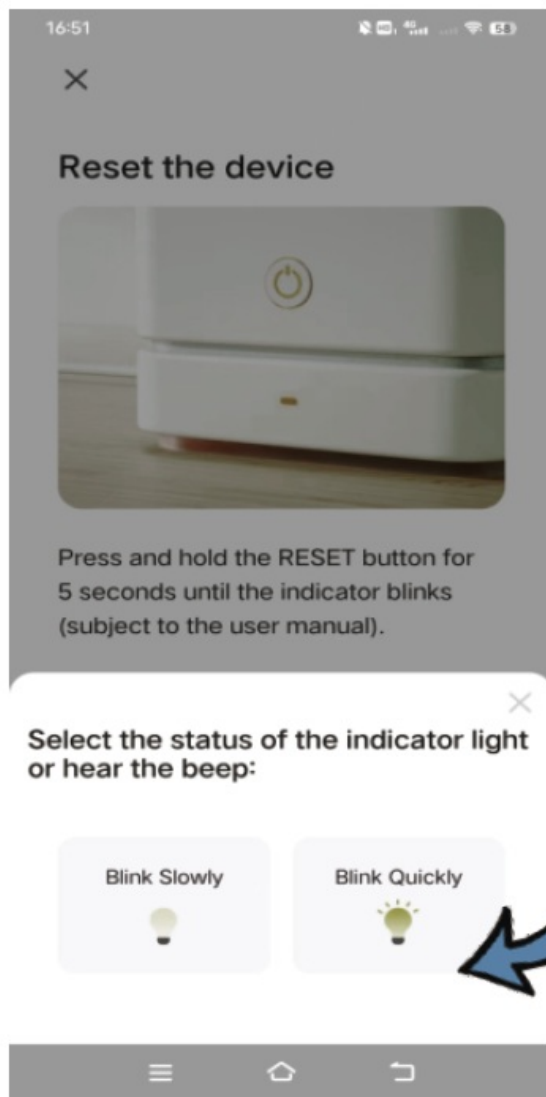 16:51
Reset the device
Press and hold the RESET button for
5 seconds until the indicator blinks
(subject to the user manual).
Select the status of the indicator light
or hear the beep:
Blink Slowly
Blink Quickly